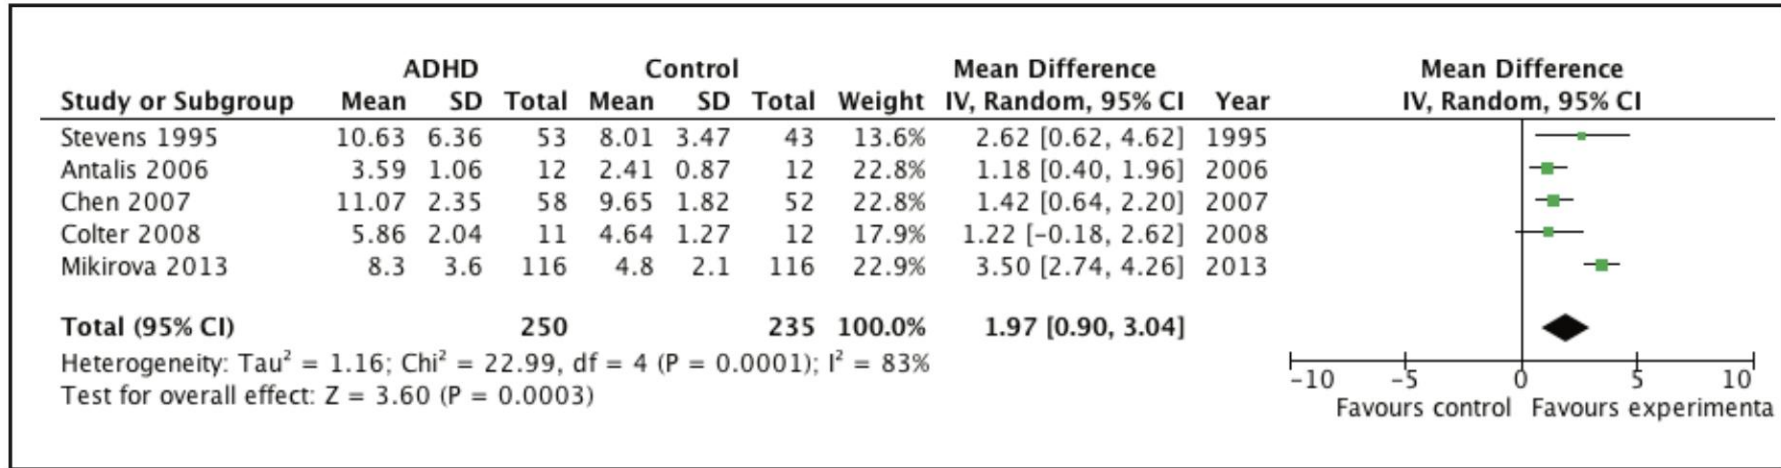 ADHD Control Mean Difference Mean Difference
Study or Subgroup Mean SD Total Mean SD Total Weight IV, Random, 95% CI Year IV, Random, 95% CI
Stevens 1995 10.63 6.36 53 8.01 3.47 43 13.6% 2.62 [0.62, 4.62] 1995
Antalis 2006 3.59 1.06 12 2.41 0.87 12 22.8% 1.18 [0.40, 1.96] 2006
Chen 2007 11.07 2.35 58 9.65 1.82 52 22.8% 1.42 [0.64, 2.20] 2007
Colter 2008 5.86 2.04 11 4.64 1.27 12 17.9% 1.22 [−0.18, 2.62] 2008
Mikirova 2013 8.3 3.6 116 4.8 2.1 116 22.9% 3.50 [2.74, 4.26] 2013
Total (95% CI) 250 235 100.0% 1.97 [0.90, 3.04]
Heterogeneity: Tau² = 1.16; Chi² = 22.99, df = 4 (P = 0.0001); I² = 83%
Test for overall effect: Z = 3.60 (P = 0.0003)
−10 −5 0 5 10
Favours control Favours experimenta